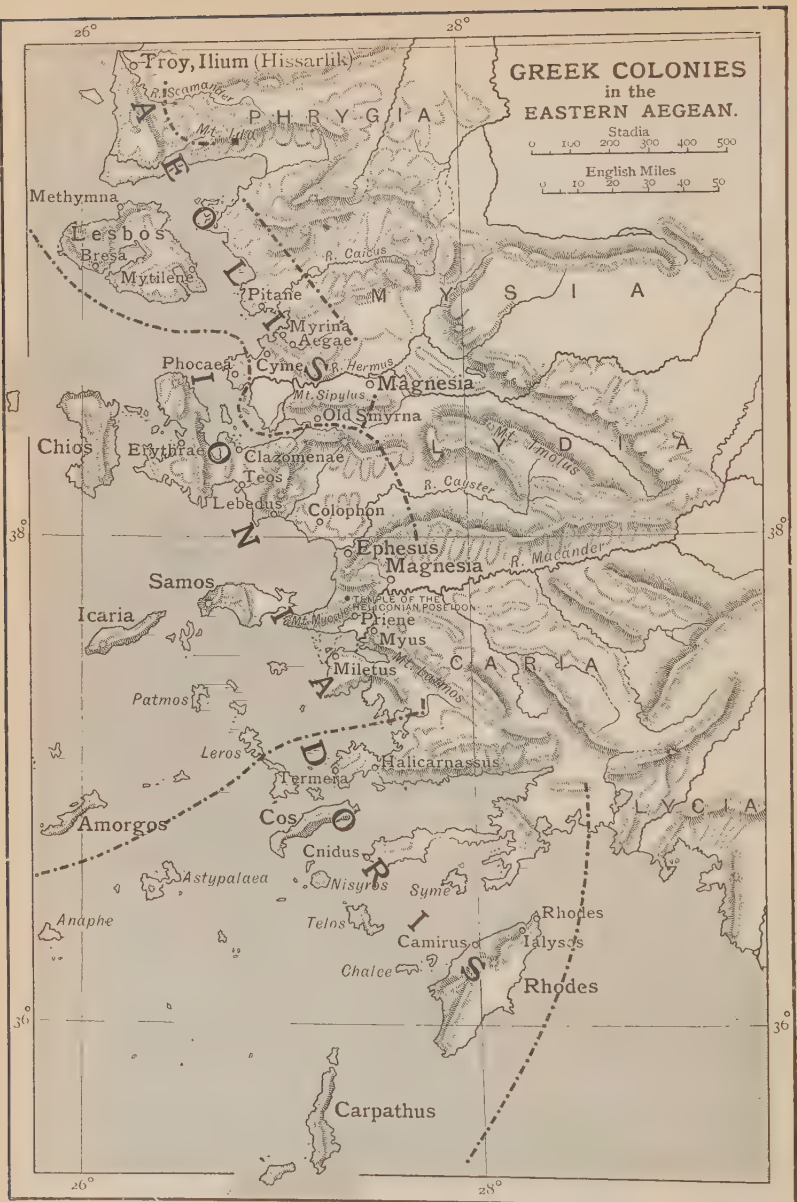 26°
28°
Troy, Ilium (Hissarlik)
GREEK COLONIES
in the
EASTERN AEGEAN.
Stadia
0 100 200 300 400 500
English Miles
0 10 20 30 40 50
R. Scamander
PHRYGIA
Mt. Ida
AEOLIS
Methymna
Lesbos
Bresa
Mytilene
R. Caicus
MYSIA
Pitane
Myrina
Aegae
Phocaea
Cyme
R. Hermus
Magnesia
Mt. Sipylus
Old Smyrna
IONIA
Chios
Erythrae
Clazomenae
LYDIA
Mt. Tmolus
Teos
R. Cayster
Lebedus
Colophon
38°
38°
Ephesus
R. Maeander
Magnesia
Samos
TEMPLE OF THE
HELICONIAN POSEIDON
Icaria
Mt. Mycale
Priene
Myus
Miletus
Mt. Latmos
CARIA
Patmos
Leros
DORIS
Termera
Halicarnassus
LYCIA
Amorgos
Cos
Cnidus
Astypalaea
Nisyros
Syme
Anaphe
Telos
Rhodes
Camirus
Ialysos
Chalce
Rhodes
36°
36°
Carpathus
26°
28°